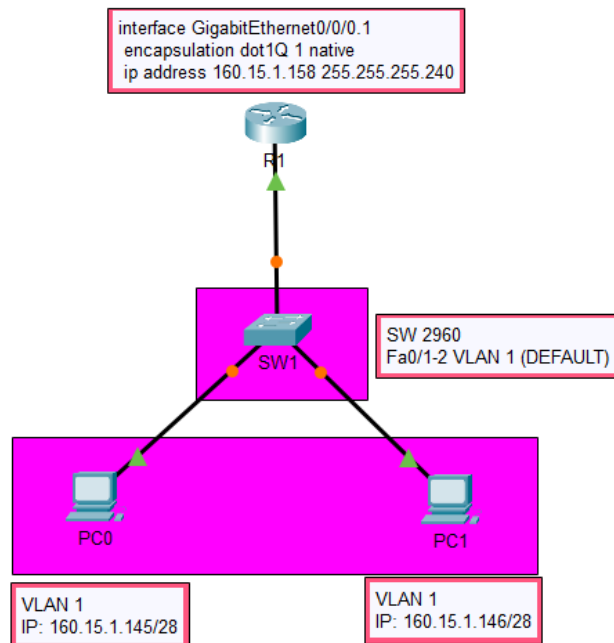 interface GigabitEthernet0/0/0.1
encapsulation dot1Q 1 native
ip address 160.15.1.158 255.255.255.240
R1
SW 2960
Fa0/1-2 VLAN 1 (DEFAULT)
SW1
PC0
PC1
VLAN 1
IP: 160.15.1.145/28
VLAN 1
IP: 160.15.1.146/28